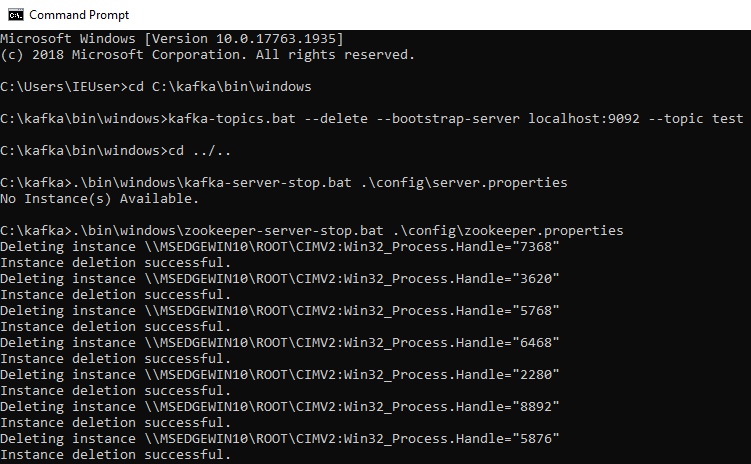 Command Prompt
Microsoft Windows [Version 10.0.17763.1935]
(c) 2018 Microsoft Corporation. All rights reserved.
C:\Users\IEUser>cd C:\kafka\bin\windows
C:\kafka\bin\windows>kafka-topics.bat --delete --bootstrap-server localhost:9092 --topic test
C:\kafka\bin\windows>cd ../..
C:\kafka>.\bin\windows\kafka-server-stop.bat .\config\server.properties
No Instance(s) Available.
C:\kafka>.\bin\windows\zookeeper-server-stop.bat .\config\zookeeper.properties
Deleting instance \\MSEDGEWIN10\ROOT\CIMV2:Win32_Process.Handle="7368"
Instance deletion successful.
Deleting instance \\MSEDGEWIN10\ROOT\CIMV2:Win32_Process.Handle="3620"
Instance deletion successful.
Deleting instance \\MSEDGEWIN10\ROOT\CIMV2:Win32_Process.Handle="5768"
Instance deletion successful.
Deleting instance \\MSEDGEWIN10\ROOT\CIMV2:Win32_Process.Handle="6468"
Instance deletion successful.
Deleting instance \\MSEDGEWIN10\ROOT\CIMV2:Win32_Process.Handle="2280"
Instance deletion successful.
Deleting instance \\MSEDGEWIN10\ROOT\CIMV2:Win32_Process.Handle="8892"
Instance deletion successful.
Deleting instance \\MSEDGEWIN10\ROOT\CIMV2:Win32_Process.Handle="5876"
Instance deletion successful.